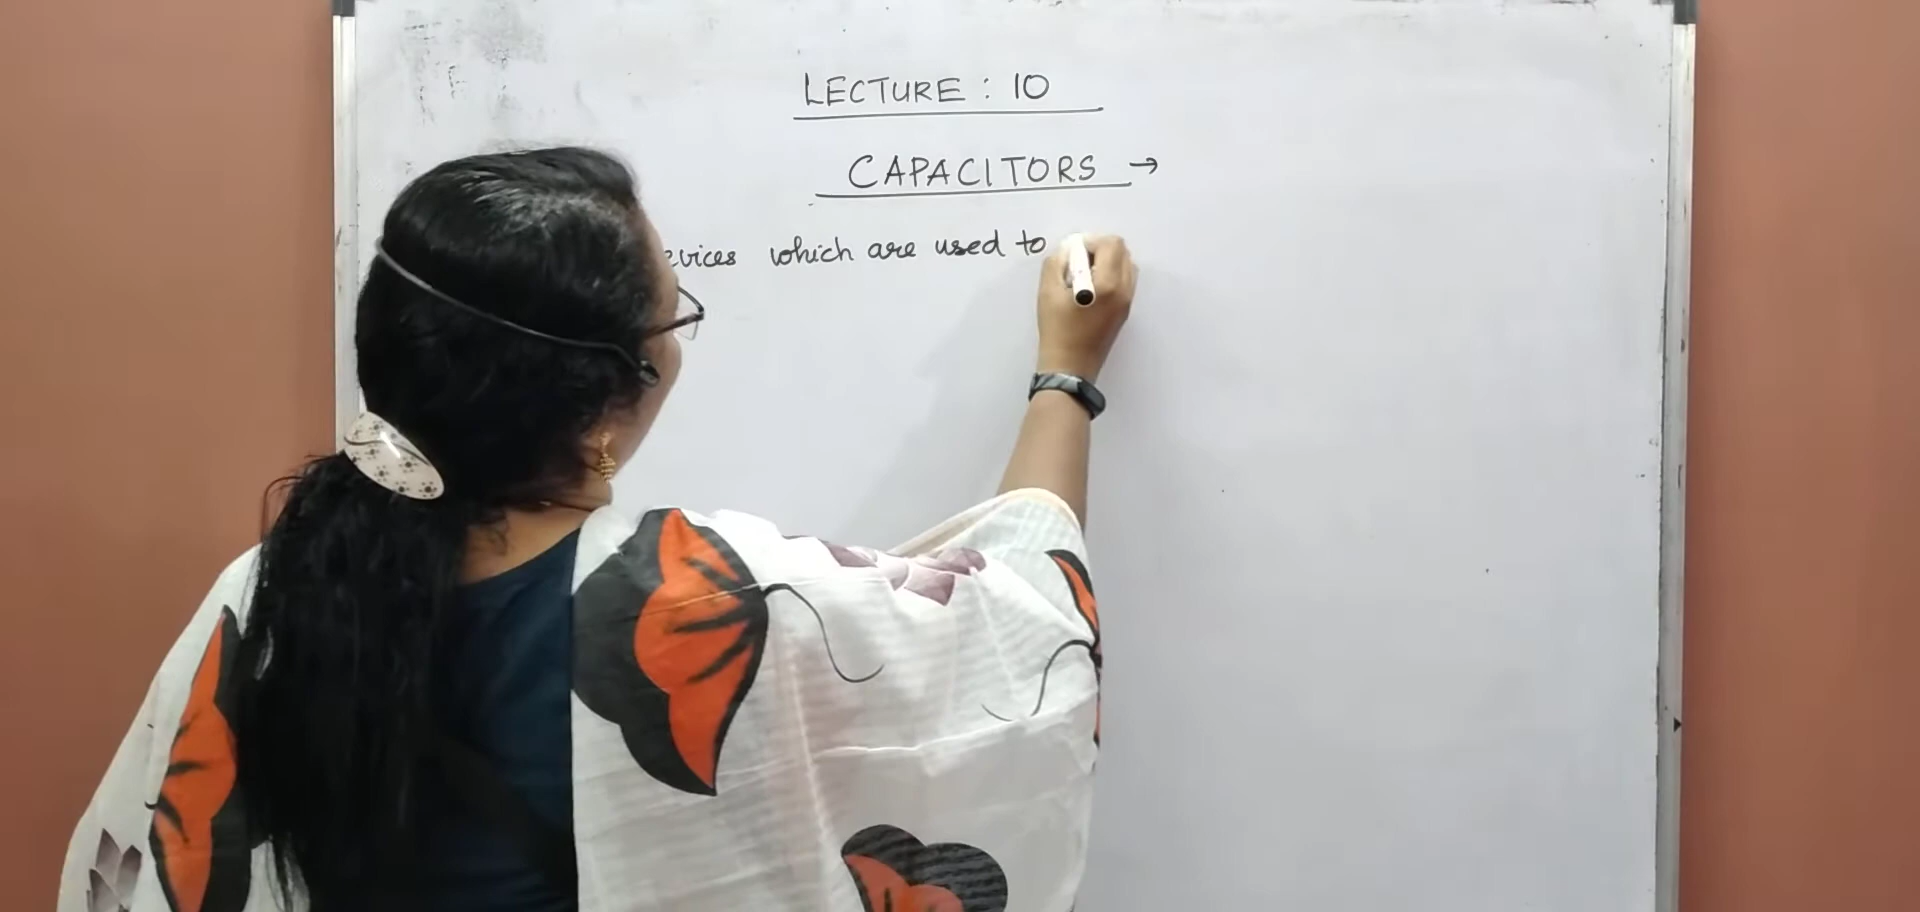 LECTURE : 10
CAPACITORS →
which are used to